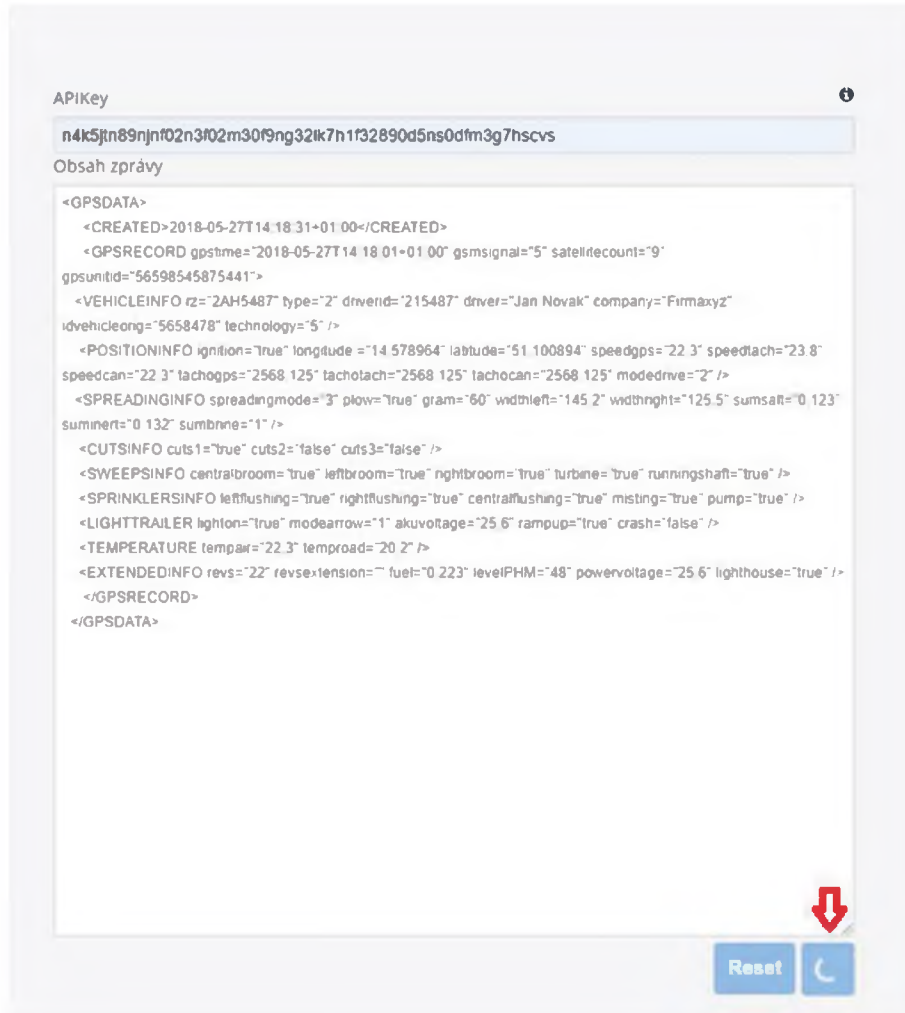 APIKey
n4k5jtn89njnf02n3f02m30f9ng32lk7h1f32890d5ns0dfm3g7hscvs
Obsah zprávy
<GPSDATA>
<CREATED>2018-05-27T14:18:31+01:00</CREATED>
<GPSRECORD gpstime="2018-05-27T14:18:01+01:00" gsmsignal="5" satelitecount="9"
gpsunitid="56598545875441">
<VEHICLEINFO rz="2AH5487" type="2" driverid="215487" driver="Jan Novak" company="Firmaxyz"
idvehicleorig="5658478" technology="5" />
<POSITIONINFO ignition="true" longitude ="14.578964" latitude="51.100894" speedgps="22.3" speedtach="23.8"
speedcan="22.3" tachogps="2568.125" tachotach="2568.125" tachocan="2568.125" modedrive="2" />
<SPREADINGINFO spreadingmode="3" plow="true" gram="60" widthleft="145.2" widthright="125.5" sumsalt="0.123"
suminert="0.132" sumbrine="1" />
<CUTSINFO cuts1="true" cuts2="false" cuts3="false" />
<SWEEPSINFO centralbroom="true" leftbroom="true" rightbroom="true" turbine="true" runningshaft="true" />
<SPRINKLERSINFO leftflushing="true" rightflushing="true" centralflushing="true" misting="true" pump="true" />
<LIGHTTRAILER lighton="true" modearrow="1" akuvoltage="25.6" rampup="true" crash="false" />
<TEMPERATURE tempair="22.3" temproad="20.2" />
<EXTENDEDINFO revs="22" revsextension="" fuel="0.223" levelPHM="48" powervoltage="25.6" lighthouse="true" />
</GPSRECORD>
</GPSDATA>
Reset